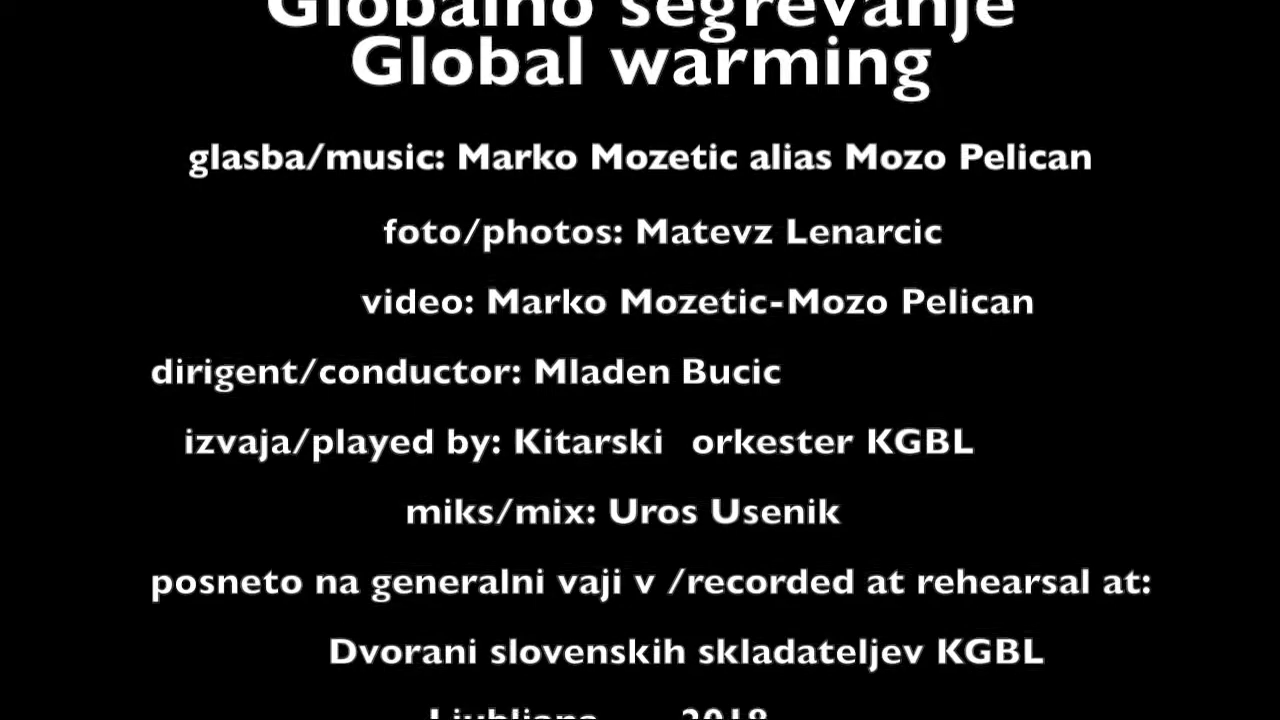 Globalno segrevanje
Global warming
glasba/music: Marko Mozetic alias Mozo Pelican
foto/photos: Matevz Lenarcic
video: Marko Mozetic-Mozo Pelican
dirigent/conductor: Mladen Bucic
izvaja/played by: Kitarski orkester KGBL
miks/mix: Uros Usenik
posneto na generalni vaji v /recorded at rehearsal at:
Dvorani slovenskih skladateljev KGBL
Ljubljana 2018